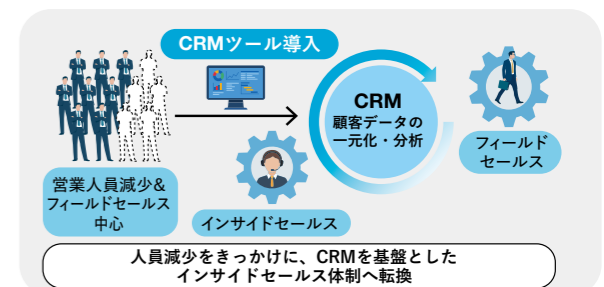 CRMツール導入
CRM
顧客データの
一元化・分析
フィールド
セールス
営業人員減少&
フィールドセールス
中心
インサイドセールス
人員減少をきっかけに、CRMを基盤とした
インサイドセールス体制へ転換